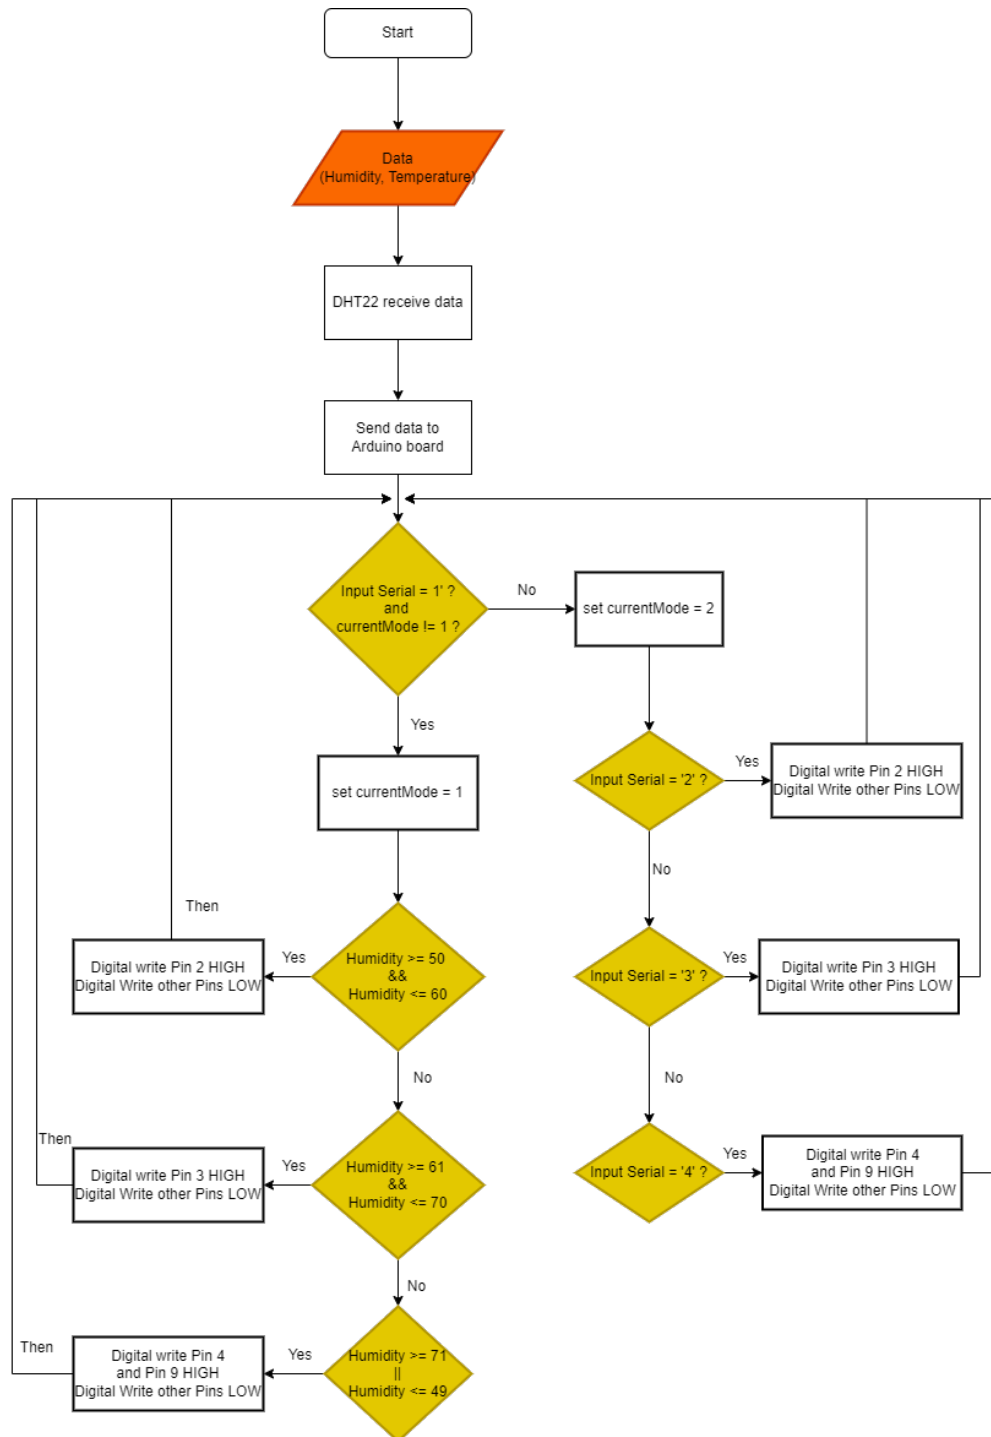 Start
Data
(Humidity, Temperature)
DHT22 receive data
Send data to
Arduino board
Input Serial = 1' ?
and
currentMode != 1 ?
No
set currentMode = 2
Yes
set currentMode = 1
Input Serial = '2' ?
Yes
Digital write Pin 2 HIGH
Digital Write other Pins LOW
No
Then
Digital write Pin 2 HIGH
Digital Write other Pins LOW
Yes
Humidity >= 50
&&
Humidity <= 60
Input Serial = '3' ?
Yes
Digital write Pin 3 HIGH
Digital Write other Pins LOW
No
No
Then
Digital write Pin 3 HIGH
Digital Write other Pins LOW
Yes
Humidity >= 61
&&
Humidity <= 70
Input Serial = '4' ?
Yes
Digital write Pin 4
and Pin 9 HIGH
Digital Write other Pins LOW
No
Then
Digital write Pin 4
and Pin 9 HIGH
Digital Write other Pins LOW
Yes
Humidity >= 71
||
Humidity <= 49